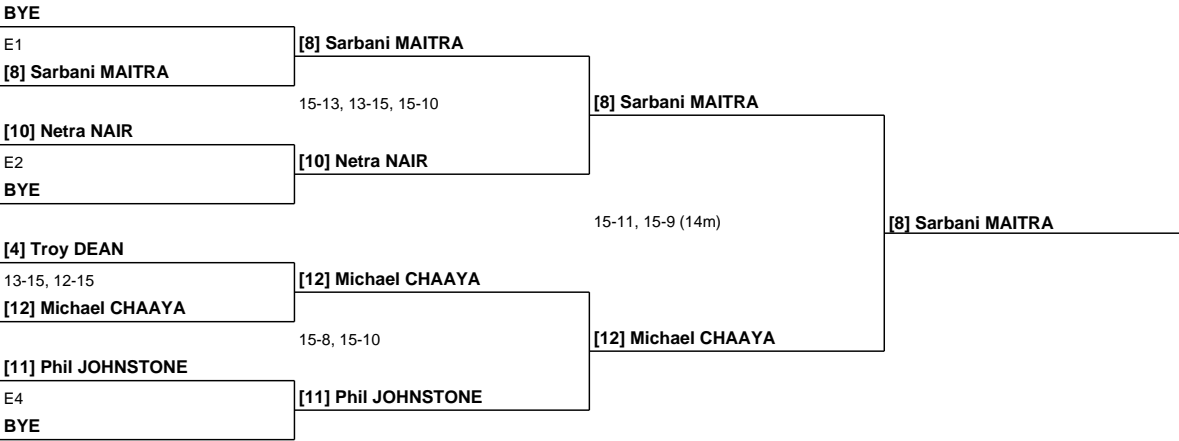 BYE
E1
[8] Sarbani MAITRA
[8] Sarbani MAITRA
15-13, 13-15, 15-10
[8] Sarbani MAITRA
[10] Netra NAIR
E2
[10] Netra NAIR
BYE
15-11, 15-9 (14m)
[8] Sarbani MAITRA
[4] Troy DEAN
13-15, 12-15
[12] Michael CHAAYA
[12] Michael CHAAYA
15-8, 15-10
[12] Michael CHAAYA
[11] Phil JOHNSTONE
E4
[11] Phil JOHNSTONE
BYE